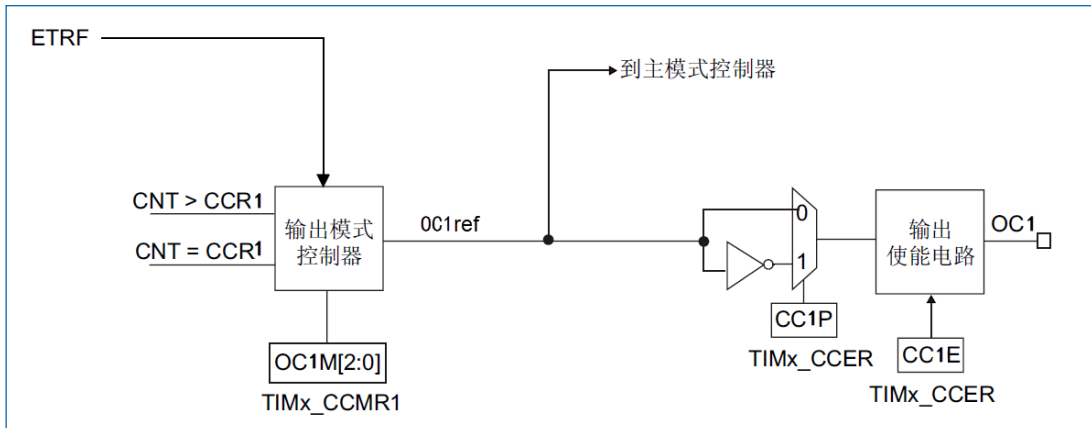 ETRF
到主模式控制器
CNT > CCR1
CNT = CCR1
输出模式
控制器
OC1ref
0
1
输出
使能电路
OC1
CC1P
TIMx_CCER
CC1E
TIMx_CCER
OC1M[2:0]
TIMx_CCMR1